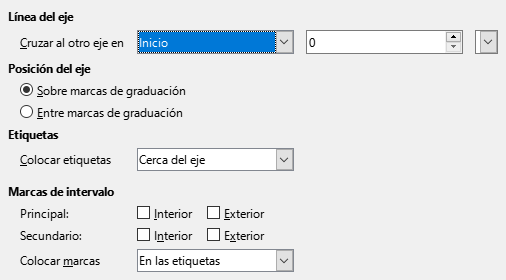 Línea del eje
Cruzar al otro eje en Inicio 0
Posición del eje
Sobre marcas de graduación
Entre marcas de graduación
Etiquetas
Colocar etiquetas Cerca del eje
Marcas de intervalo
Principal: Interior Exterior
Secundario: Interior Exterior
Colocar marcas En las etiquetas